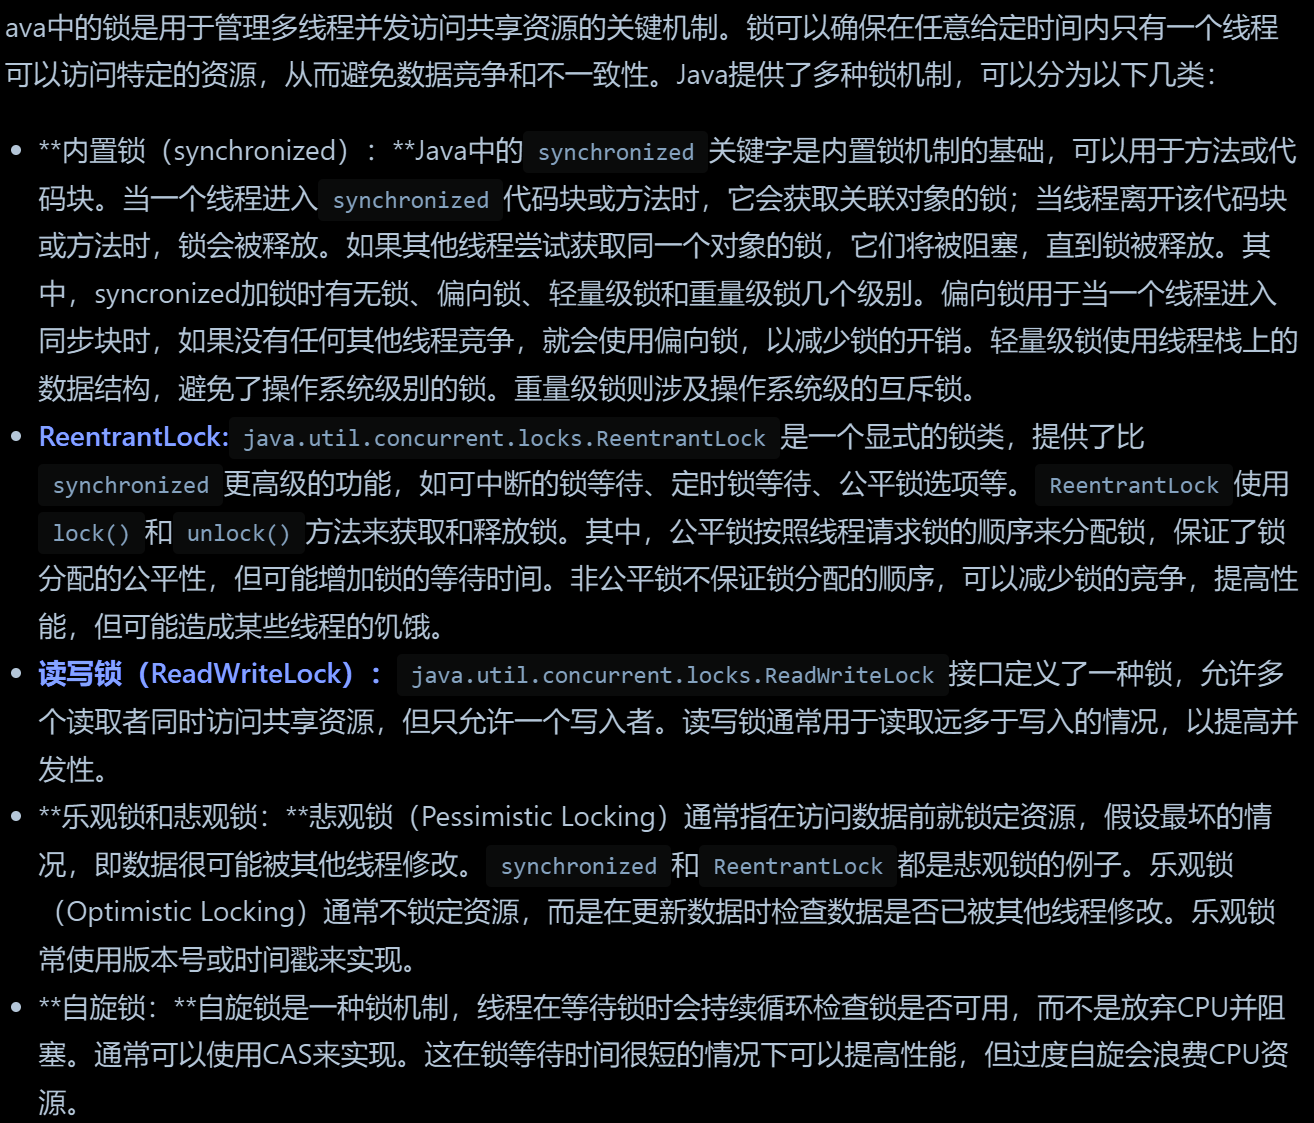 ava中的锁是用于管理多线程并发访问共享资源的关键机制。锁可以确保在任意给定时间内只有一个线程
可以访问特定的资源，从而避免数据竞争和不一致性。Java提供了多种锁机制，可以分为以下几类：
• **内置锁（synchronized）：**Java中的 synchronized 关键字是内置锁机制的基础，可以用于方法或代
码块。当一个线程进入 synchronized 代码块或方法时，它会获取关联对象的锁；当线程离开该代码块
或方法时，锁会被释放。如果其他线程尝试获取同一个对象的锁，它们将被阻塞，直到锁被释放。其
中，syncronized加锁时有无锁、偏向锁、轻量级锁和重量级锁几个级别。偏向锁用于当一个线程进入
同步块时，如果没有任何其他线程竞争，就会使用偏向锁，以减少锁的开销。轻量级锁使用线程栈上的
数据结构，避免了操作系统级别的锁。重量级锁则涉及操作系统级的互斥锁。
• ReentrantLock: java.util.concurrent.locks.ReentrantLock 是一个显式的锁类，提供了比
synchronized 更高级的功能，如可中断的锁等待、定时锁等待、公平锁选项等。 ReentrantLock 使用
lock() 和 unlock() 方法来获取和释放锁。其中，公平锁按照线程请求锁的顺序来分配锁，保证了锁
分配的公平性，但可能增加锁的等待时间。非公平锁不保证锁分配的顺序，可以减少锁的竞争，提高性
能，但可能造成某些线程的饥饿。
• 读写锁（ReadWriteLock）： java.util.concurrent.locks.ReadWriteLock 接口定义了一种锁，允许多
个读取者同时访问共享资源，但只允许一个写入者。读写锁通常用于读取远多于写入的情况，以提高并
发性。
• **乐观锁和悲观锁：**悲观锁（Pessimistic Locking）通常指在访问数据前就锁定资源，假设最坏的情
况，即数据很可能被其他线程修改。 synchronized 和 ReentrantLock 都是悲观锁的例子。乐观锁
（Optimistic Locking）通常不锁定资源，而是在更新数据时检查数据是否已被其他线程修改。乐观锁
常使用版本号或时间戳来实现。
• **自旋锁：**自旋锁是一种锁机制，线程在等待锁时会持续循环检查锁是否可用，而不是放弃CPU并阻
塞。通常可以使用CAS来实现。这在锁等待时间很短的情况下可以提高性能，但过度自旋会浪费CPU资
源。